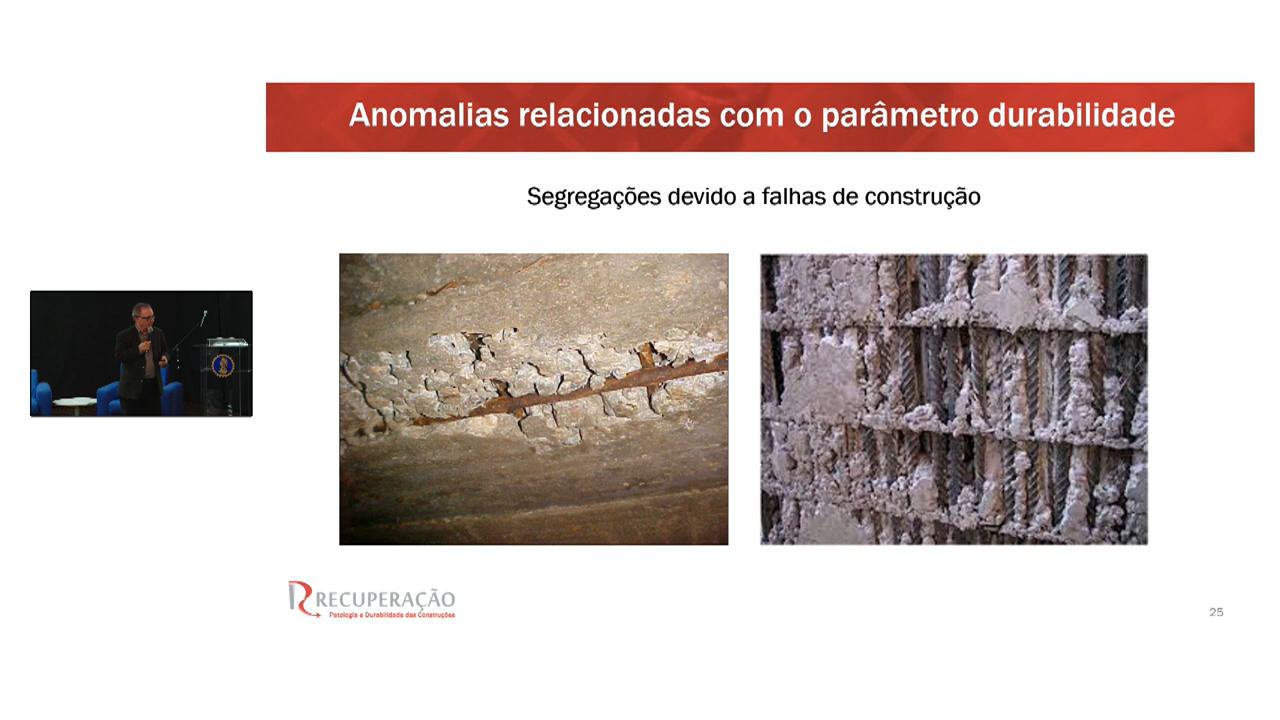 Anomalias relacionadas com o parâmetro durabilidade
Segregações devido a falhas de construção
RECUPERAÇÃO
Patologia e Durabilidade das Construções
25